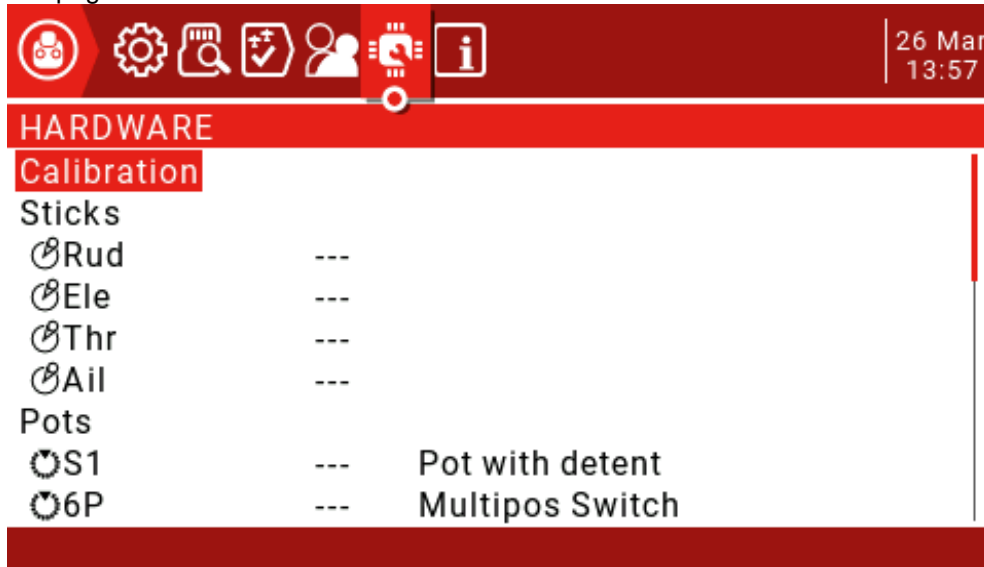 26 Mar
13:57
HARDWARE
Calibration
Sticks
Rud ---
Ele ---
Thr ---
Ail ---
Pots
S1 --- Pot with detent
6P --- Multipos Switch